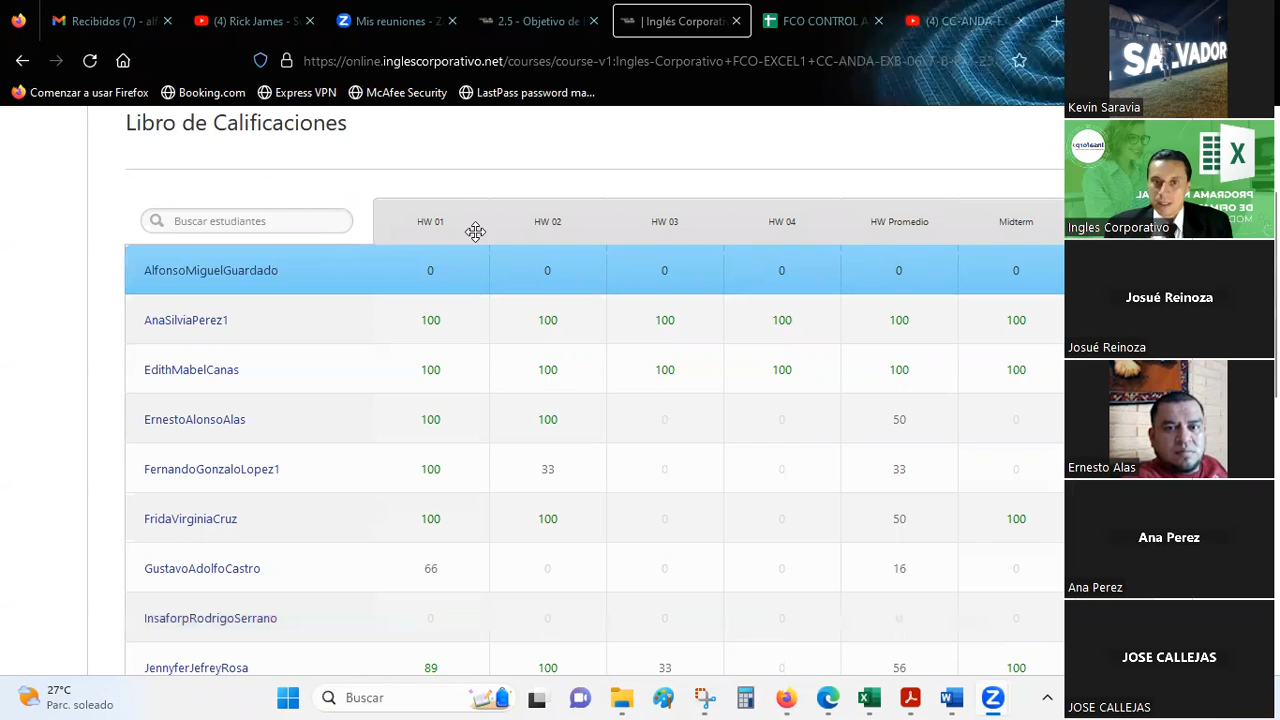 Recibidos (7) - alf
(4) Rick James - S
Mis reuniones - Z
2.5 - Objetivo de
| Inglés Corporati
FCO CONTROL A
(4) CC-ANDA-E
https://online.inglescorporativo.net/courses/course-v1:Ingles-Corporativo+FCO-EXCEL1+CC-ANDA-EXB-06
Comenzar a usar Firefox
Booking.com
Express VPN
McAfee Security
LastPass password ma...
Libro de Calificaciones
Buscar estudiantes
HW 01 HW 02 HW 03 HW 04 HW Promedio Midterm
AlfonsoMiguelGuardado 0 0 0 0 0 0
AnaSilviaPerez1 100 100 100 100 100 100
EdithMabelCanas 100 100 100 100 100 100
ErnestoAlonsoAlas 100 100 0 0 50 0
FernandoGonzaloLopez1 100 33 0 0 33 0
FridaVirginiaCruz 100 100 0 0 50 100
GustavoAdolfoCastro 66 0 0 0 16 0
InsaforpRodrigoSerrano 0 0 0 0 0
JennyferJefreyRosa 89 100 33 0 56 100
SALVADOR
Kevin Saravia
Insaforp
X
PROGRAMA NACIONAL
DE OFIMÁ
MOD
Ingles Corporativo
Josué Reinoza
Josué Reinoza
Ernesto Alas
Ana Perez
Ana Perez
JOSE CALLEJAS
JOSE CALLEJAS
27°C
Parc. soleado
Buscar